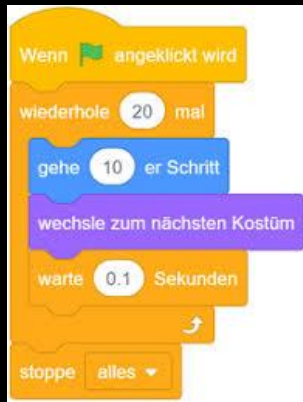 Wenn angeklickt wird
wiederhole 20 mal
gehe 10 er Schritt
wechsle zum nächsten Kostüm
warte 0.1 Sekunden
stoppe alles